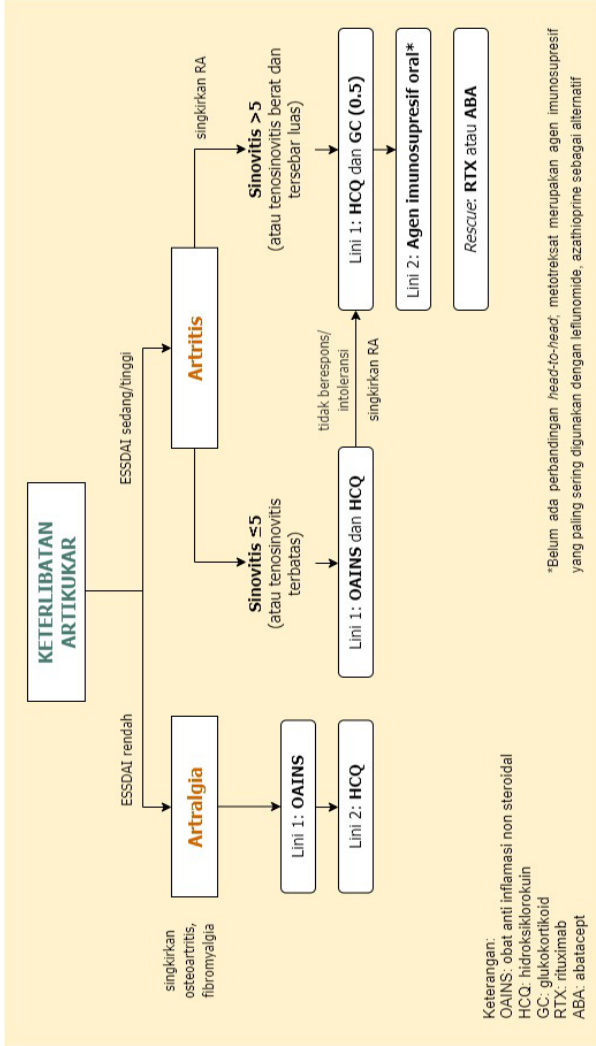 KETERLIBATAN
ARTIKUKAR
ESSDAI rendah
ESSDAI sedang/tinggi
singkirkan
osteoartritis,
fibromyalgia
Artralgia
Artritis
singkirkan RA
Lini 1: OAINS
Lini 2: HCQ
Sinovitis ≤5
(atau tenosinovitis
terbatas)
Sinovitis >5
(atau tenosinovitis berat dan
tersebar luas)
Lini 1: OAINS dan HCQ
tidak berespons/
intoleransi
singkirkan RA
Lini 1: HCQ dan GC (0.5)
Lini 2: Agen imunosupresif oral*
Rescue: RTX atau ABA
Keterangan:
OAINS: obat anti inflamasi non steroidal
HCQ: hidroksiklorokuin
GC: glukokortikoid
RTX: rituximab
ABA: abatacept
*Belum ada perbandingan head-to-head; metotreksat merupakan agen imunosupresif
yang paling sering digunakan dengan leflunomide, azathioprine sebagai alternatif